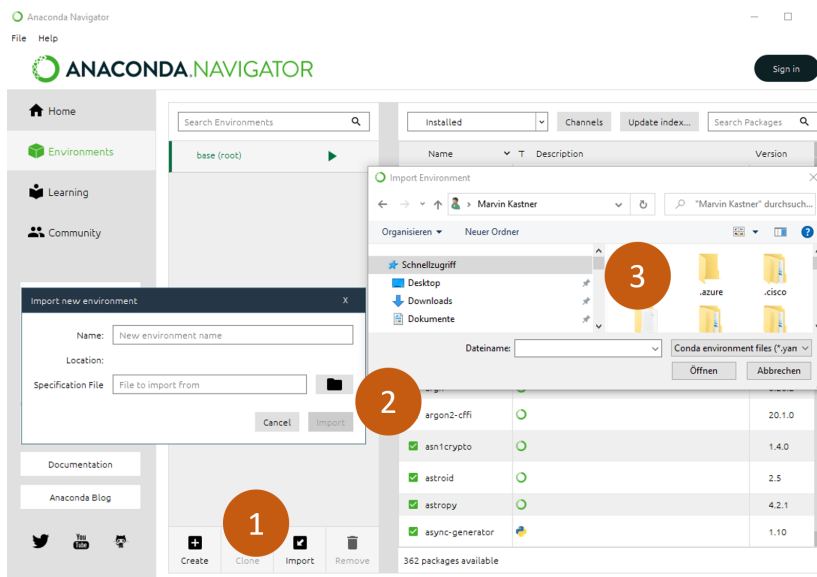 Anaconda Navigator
File Help
ANACONDA.NAVIGATOR
Sign in
Home
Environments
Learning
Community
Documentation
Anaconda Blog
You Tube
Search Environments
base (root)
Create Clone Import Remove
Installed Channels Update index... Search Packages
Name T Description Version
argon2-cffi 20.1.0
asn1crypto 1.4.0
astroid 2.5
astropy 4.2.1
async-generator 1.10
362 packages available
Import new environment X
Name: New environment name
Location:
Specification File File to import from
Cancel Import
Import Environment
Marvin Kastner "Marvin Kastner" durchsuch...
Organisieren Neuer Ordner
Schnellzugriff
Desktop
Downloads
Dokumente
.azure .cisco
Dateiname: Conda environment files (*.yan
Öffnen Abbrechen
1
2
3